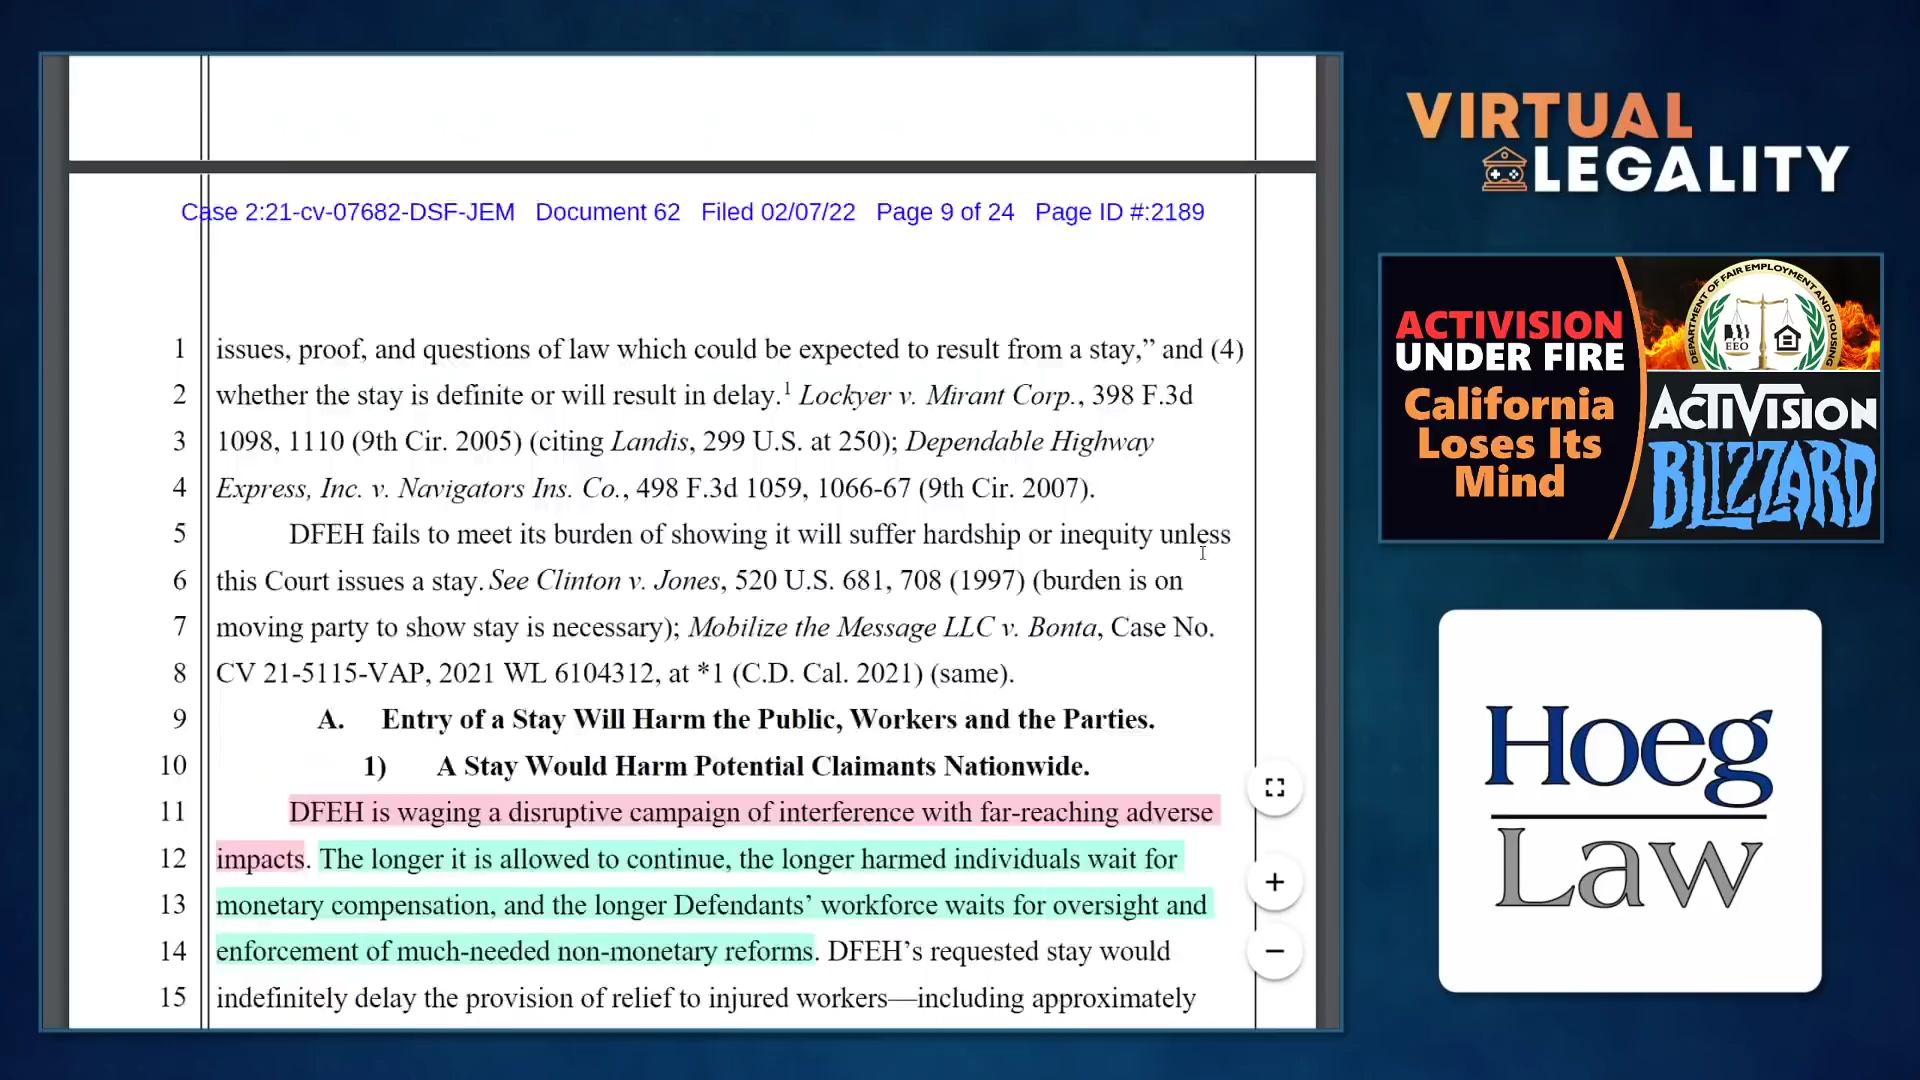 Case 2:21-cv-07682-DSF-JEM Document 62 Filed 02/07/22 Page 9 of 24 Page ID #:2189
1 issues, proof, and questions of law which could be expected to result from a stay,” and (4)
2 whether the stay is definite or will result in delay.¹ Lockyer v. Mirant Corp., 398 F.3d
3 1098, 1110 (9th Cir. 2005) (citing Landis, 299 U.S. at 250); Dependable Highway
4 Express, Inc. v. Navigators Ins. Co., 498 F.3d 1059, 1066-67 (9th Cir. 2007).
5 DFEH fails to meet its burden of showing it will suffer hardship or inequity unless
6 this Court issues a stay. See Clinton v. Jones, 520 U.S. 681, 708 (1997) (burden is on
7 moving party to show stay is necessary); Mobilize the Message LLC v. Bonta, Case No.
8 CV 21-5115-VAP, 2021 WL 6104312, at *1 (C.D. Cal. 2021) (same).
9 A. Entry of a Stay Will Harm the Public, Workers and the Parties.
10 1) A Stay Would Harm Potential Claimants Nationwide.
11 DFEH is waging a disruptive campaign of interference with far-reaching adverse
12 impacts. The longer it is allowed to continue, the longer harmed individuals wait for
13 monetary compensation, and the longer Defendants’ workforce waits for oversight and
14 enforcement of much-needed non-monetary reforms. DFEH’s requested stay would
15 indefinitely delay the provision of relief to injured workers—including approximately
VIRTUAL
LEGALITY
ACTIVISION
UNDER FIRE
California
Loses Its
Mind
DEPARTMENT OF FAIR EMPLOYMENT AND HOUSING
EEO
ACTIVISION
BLIZZARD
Hoeg
Law